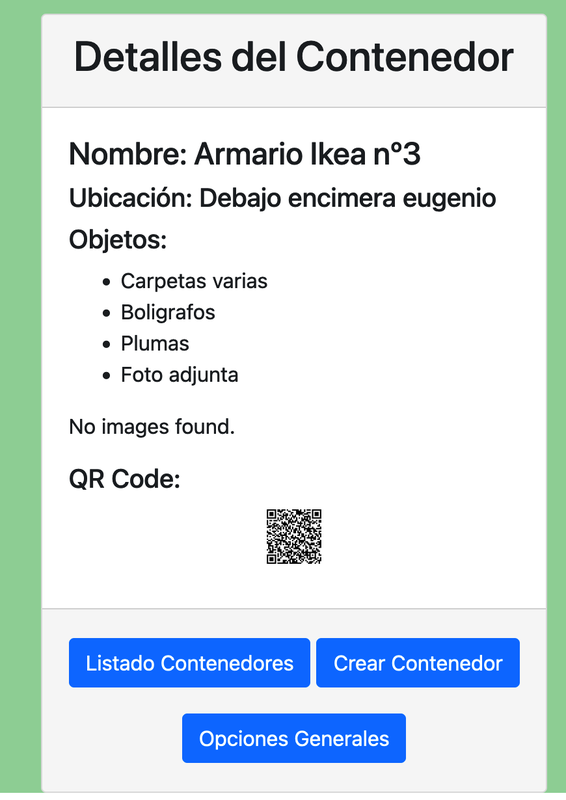 Detalles del Contenedor
Nombre: Armario Ikea nº3
Ubicación: Debajo encimera eugenio
Objetos:
Carpetas varias
Boligrafos
Plumas
Foto adjunta
No images found.
QR Code:
Listado Contenedores
Crear Contenedor
Opciones Generales